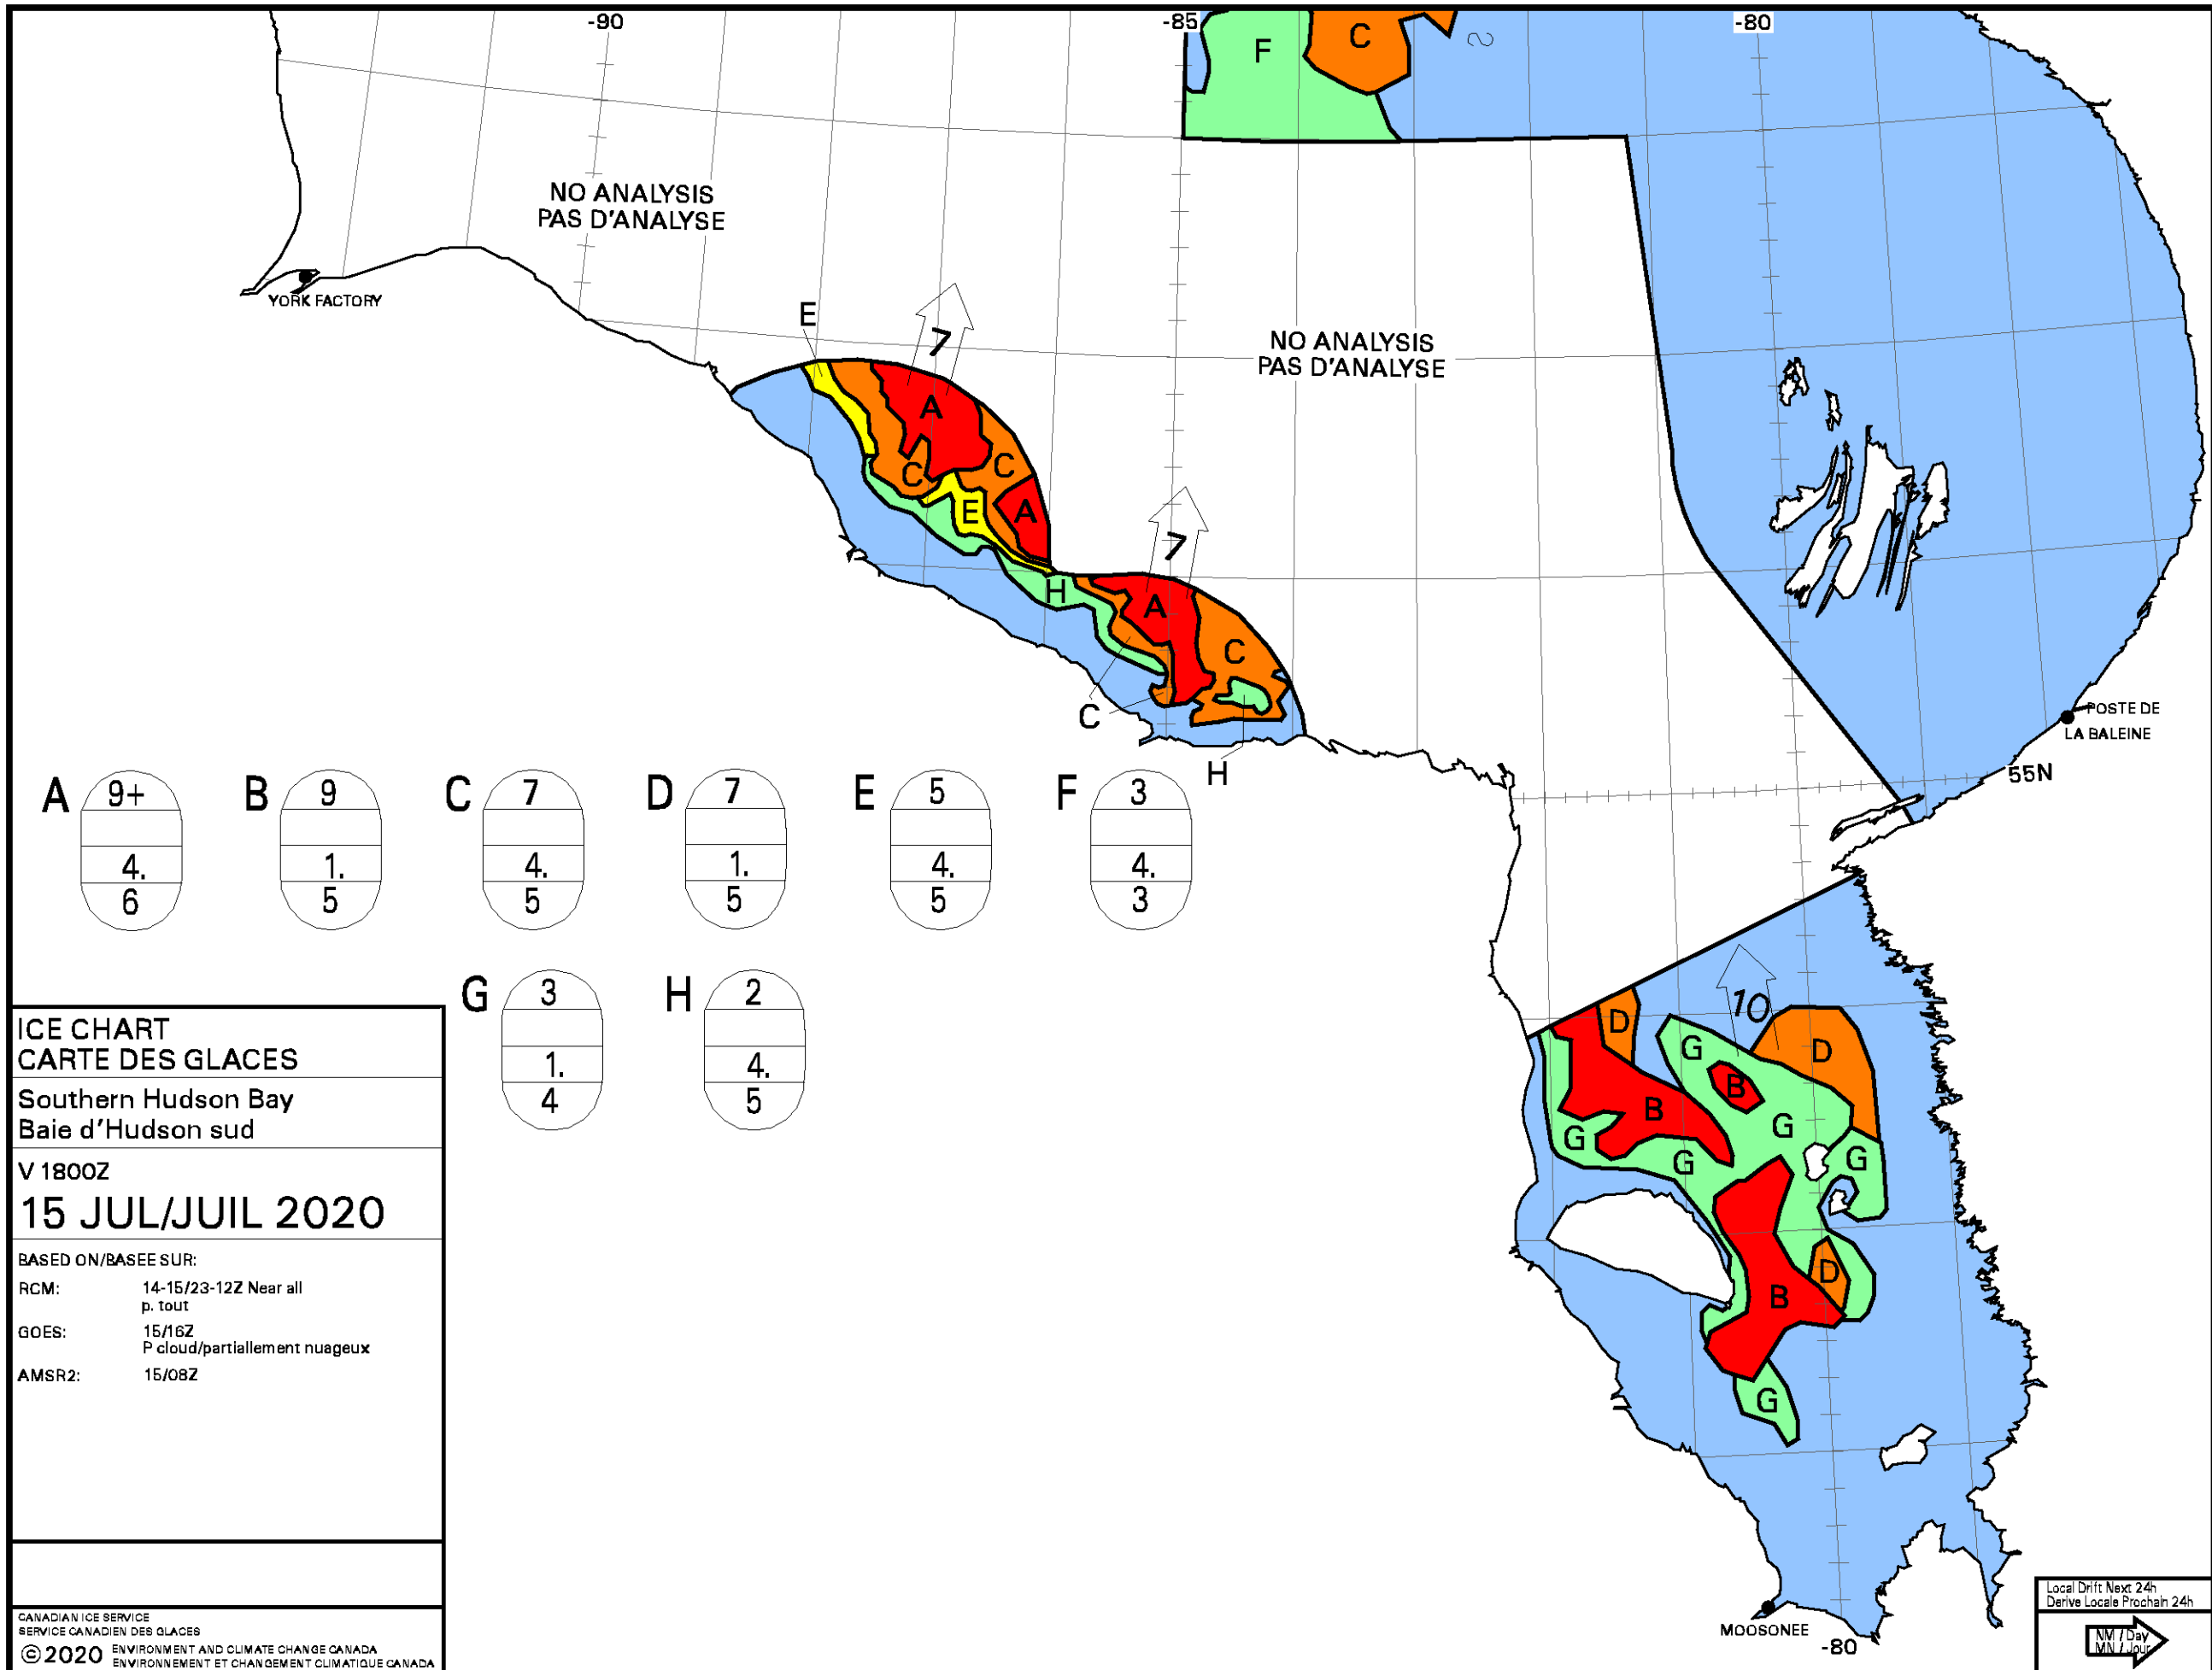 -90
-85
-80
F
C
2
NO ANALYSIS
PAS D'ANALYSE
YORK FACTORY
E
7
NO ANALYSIS
PAS D'ANALYSE
A
C
C
E
A
7
H
A
C
C
H
POSTE DE
LA BALEINE
55N
A
9+
4.
6
B
9
1.
5
C
7
4.
5
D
7
1.
5
E
5
4.
5
F
3
4.
3
G
3
1.
4
H
2
4.
5
10
D
G
D
B
B
G
G
G
G
D
B
G
MOOSONEE
-80
ICE CHART
CARTE DES GLACES
Southern Hudson Bay
Baie d'Hudson sud
V 1800Z
15 JUL/JUIL 2020
BASED ON/BASEE SUR:
RCM: 14-15/23-12Z Near all
p. tout
GOES: 15/16Z
P cloud/partiallement nuageux
AMSR2: 15/08Z
CANADIAN ICE SERVICE
SERVICE CANADIEN DES GLACES
©2020 ENVIRONMENT AND CLIMATE CHANGE CANADA
ENVIRONNEMENT ET CHANGEMENT CLIMATIQUE CANADA
Local Drift Next 24h
Derive Locale Prochain 24h
NM / Day
MN / Jour